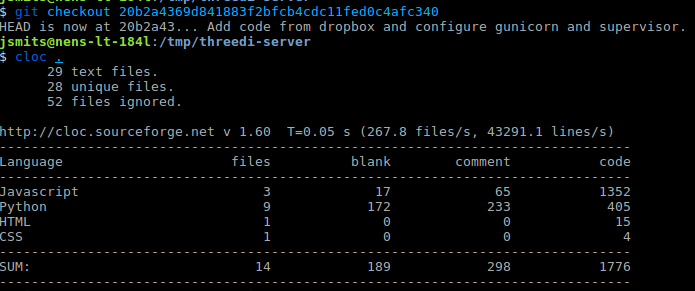 $ git checkout 20b2a4369d841883f2bfcb4cdc11fed0c4afc340
HEAD is now at 20b2a43... Add code from dropbox and configure gunicorn and supervisor.
jsmits@nens-lt-184l:/tmp/threedi-server
$ cloc .
      29 text files.
      28 unique files.
      52 files ignored.
http://cloc.sourceforge.net v 1.60  T=0.05 s (267.8 files/s, 43291.1 lines/s)
-------------------------------------------------------------------------------
Language                     files          blank        comment           code
-------------------------------------------------------------------------------
Javascript                       3             17             65           1352
Python                           9            172            233            405
HTML                             1              0              0             15
CSS                              1              0              0              4
-------------------------------------------------------------------------------
SUM:                            14            189            298           1776
-------------------------------------------------------------------------------